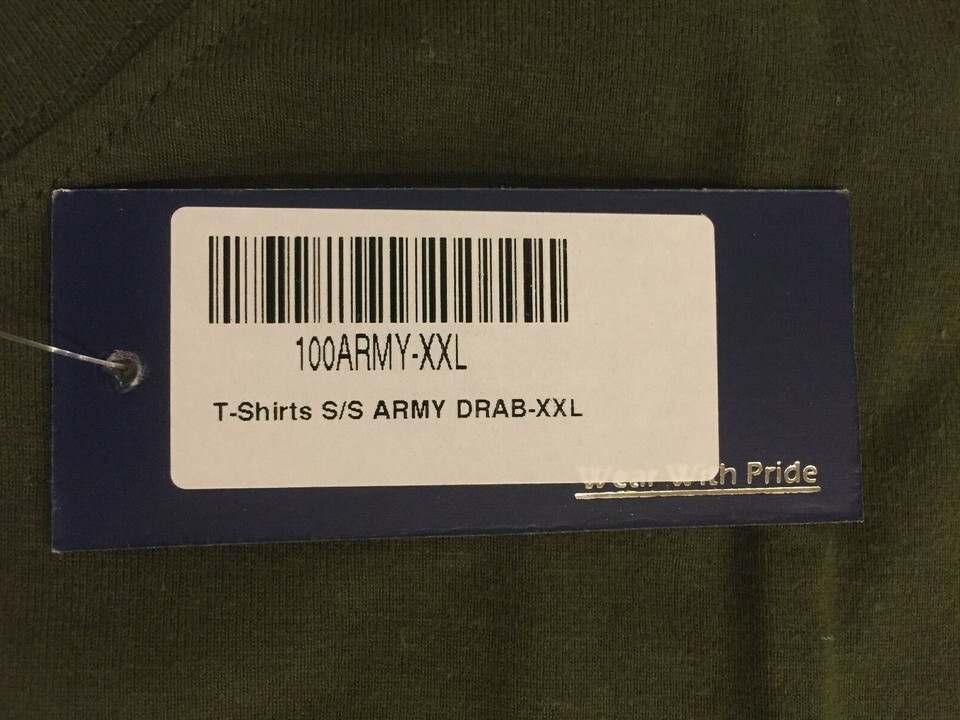 100ARMY-XXL
T-Shirts S/S ARMY DRAB-XXL
Wear With Pride